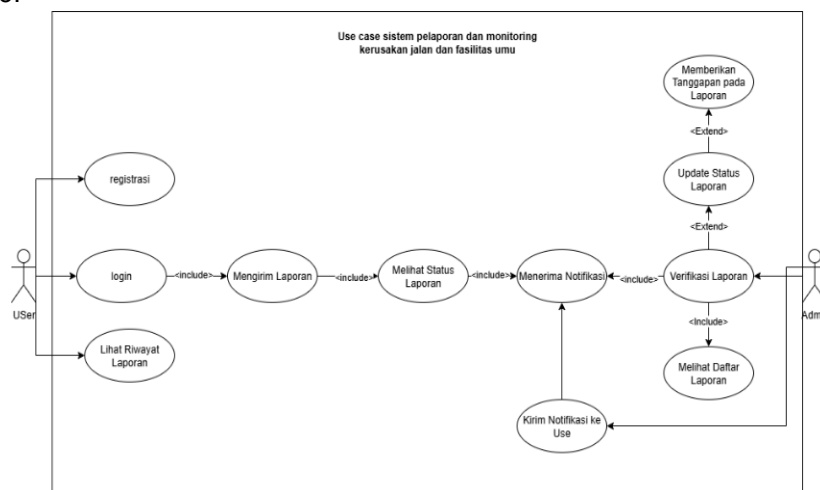 Use case sistem pelaporan dan monitoring
kerusakan jalan dan fasilitas umu
Memberikan
Tanggapan pada
Laporan
<Extend>
registrasi
Update Status
Laporan
<Extend>
login
<include>
Mengirim Laporan
<include>
Melihat Status
Laporan
<include>
Menerima Notifikasi
<include>
Verifikasi Laporan
USer
Adm
<Include>
Lihat Riwayat
Laporan
Melihat Daftar
Laporan
Kirim Notifikasi ke
Use